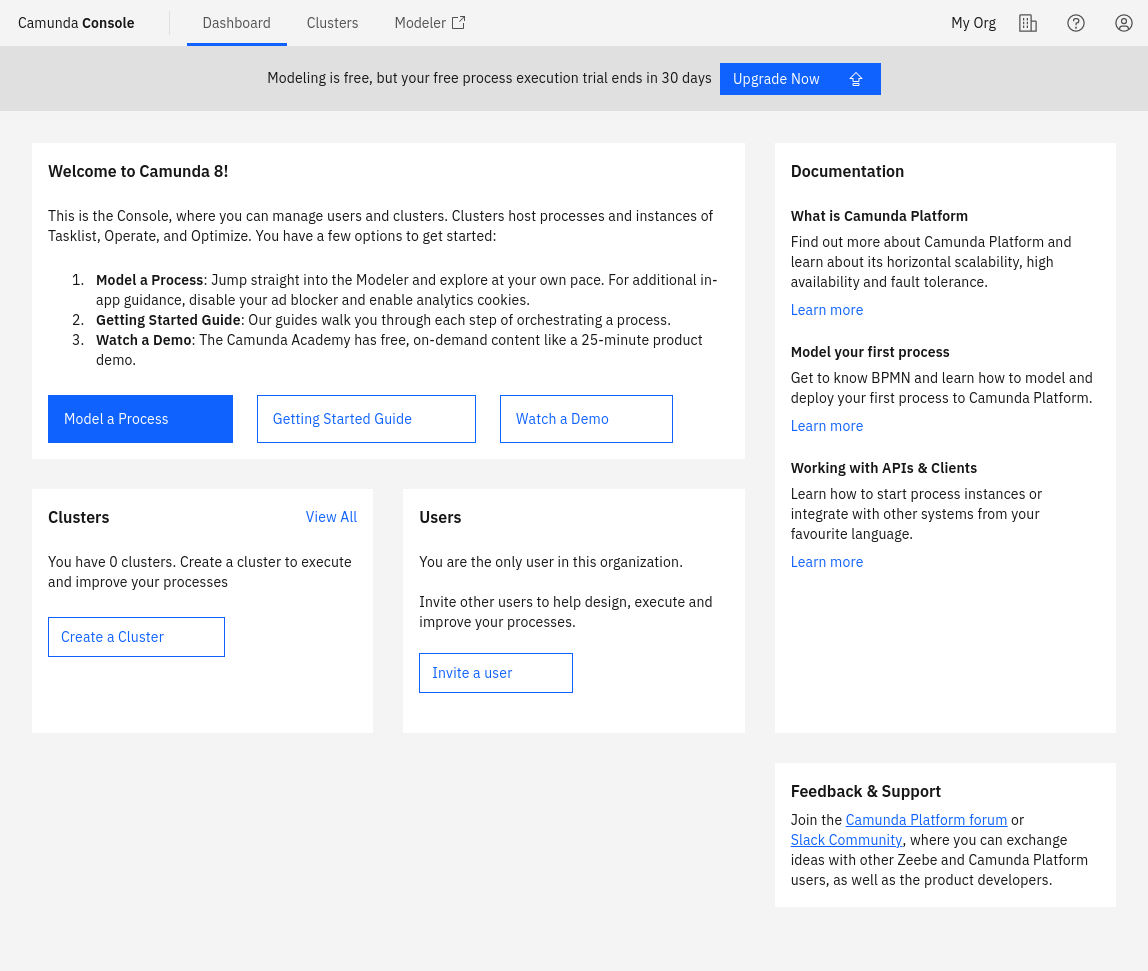 Camunda Console
Dashboard
Clusters
Modeler
My Org
Modeling is free, but your free process execution trial ends in 30 days
Upgrade Now
Welcome to Camunda 8!
This is the Console, where you can manage users and clusters. Clusters host processes and instances of
Tasklist, Operate, and Optimize. You have a few options to get started:
1. Model a Process: Jump straight into the Modeler and explore at your own pace. For additional in-
app guidance, disable your ad blocker and enable analytics cookies.
2. Getting Started Guide: Our guides walk you through each step of orchestrating a process.
3. Watch a Demo: The Camunda Academy has free, on-demand content like a 25-minute product
demo.
Model a Process
Getting Started Guide
Watch a Demo
Clusters
View All
You have 0 clusters. Create a cluster to execute
and improve your processes
Create a Cluster
Users
You are the only user in this organization.
Invite other users to help design, execute and
improve your processes.
Invite a user
Documentation
What is Camunda Platform
Find out more about Camunda Platform and
learn about its horizontal scalability, high
availability and fault tolerance.
Learn more
Model your first process
Get to know BPMN and learn how to model and
deploy your first process to Camunda Platform.
Learn more
Working with APIs & Clients
Learn how to start process instances or
integrate with other systems from your
favourite language.
Learn more
Feedback & Support
Join the Camunda Platform forum or
Slack Community, where you can exchange
ideas with other Zeebe and Camunda Platform
users, as well as the product developers.